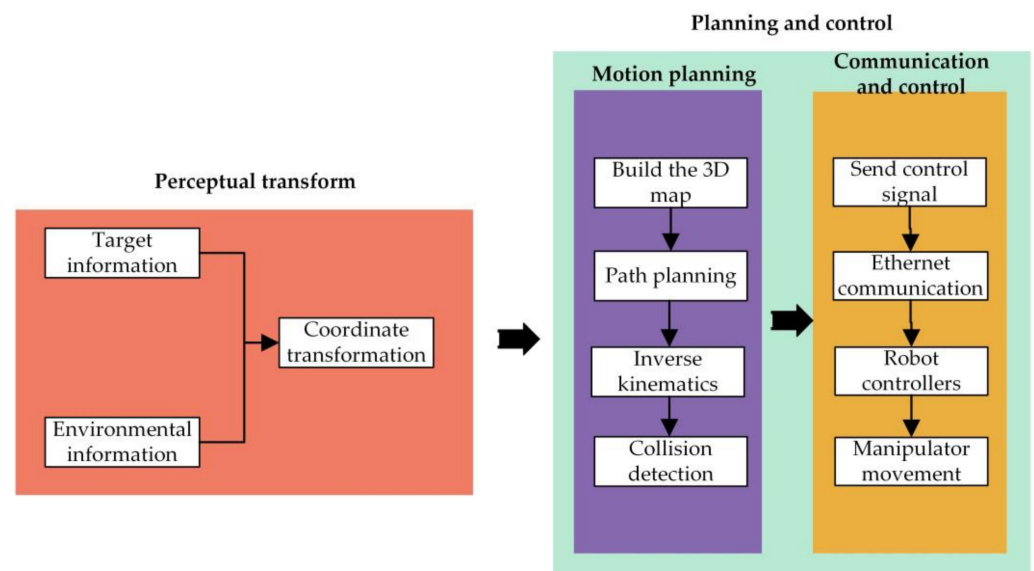 Planning and control
Motion planning
Communication
and control
Perceptual transform
Target
information
Environmental
information
Coordinate
transformation
Build the 3D
map
Path planning
Inverse
kinematics
Collision
detection
Send control
signal
Ethernet
communication
Robot
controllers
Manipulator
movement